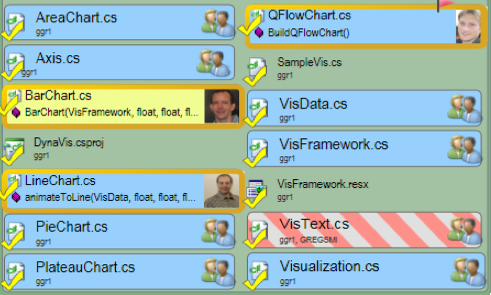 AreaChart.cs
ggr1
Axis.cs
ggr1
BarChart.cs
BarChart(VisFramework, float, float, fl...
DynaVis.csproj
ggr1
LineChart.cs
animateToLine(VisData, float, float, fl...
PieChart.cs
ggr1
PlateauChart.cs
ggr1
QFlowChart.cs
BuildQFlowChart()
SampleVis.cs
ggr1
VisData.cs
ggr1
VisFramework.cs
ggr1
VisFramework.resx
ggr1
VisText.cs
ggr1, GREGSMI
Visualization.cs
ggr1